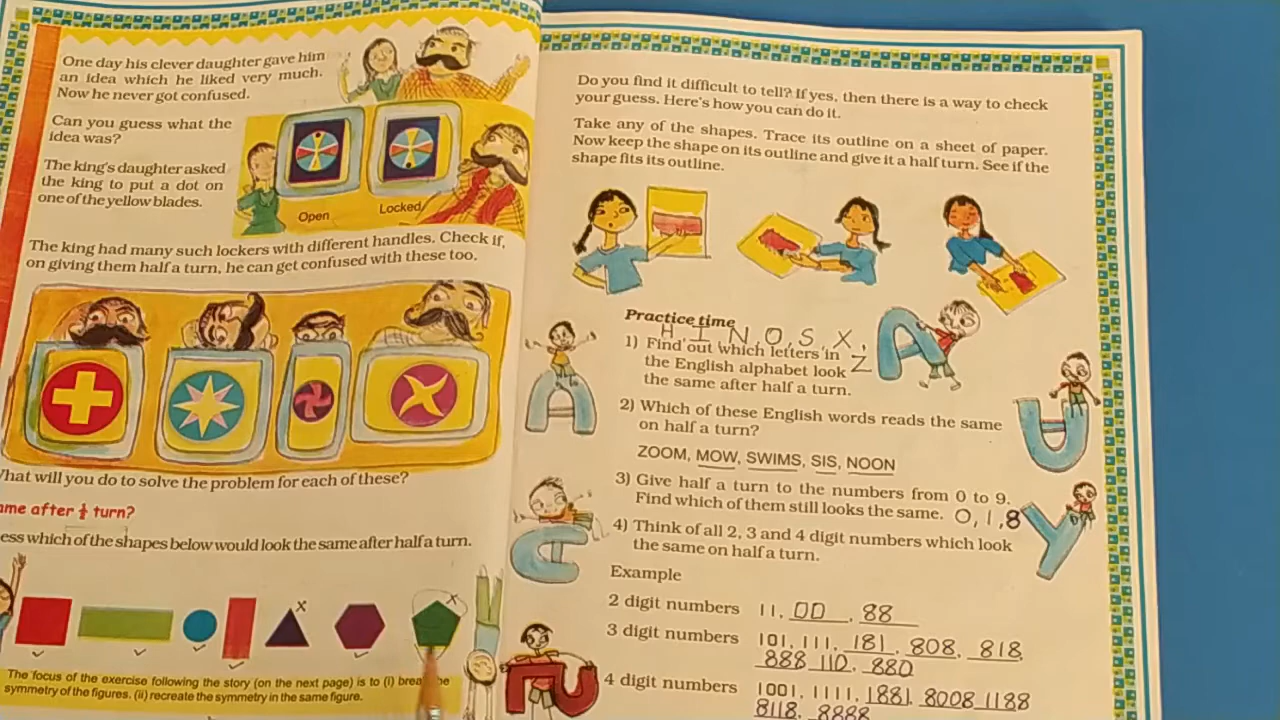 One day his clever daughter gave him
an idea which he liked very much.
Now he never got confused.
Can you guess what the
idea was?
The king's daughter asked
the king to put a dot on
one of the yellow blades.
Open
Locked
The king had many such lockers with different handles. Check if,
on giving them half a turn, he can get confused with these too.
What will you do to solve the problem for each of these?
ame after ½ turn?
ess which of the shapes below would look the same after half a turn.
x
x
The focus of the exercise following the story (on the next page) is to (i)
symmetry of the figures. (ii) recreate the symmetry in the same figure.
Do you find it difficult to tell? If yes, then there is a way to check
your guess. Here's how you can do it.
Take any of the shapes. Trace its outline on a sheet of paper.
Now keep the shape on its outline and give it a half turn. See if the
shape fits its outline.
Practice time
H I N, O, S, X,
1) Find out which letters in Z
the English alphabet look
the same after half a turn.
2) Which of these English words reads the same
on half a turn?
ZOOM, MOW, SWIMS, SIS, NOON
3) Give half a turn to the numbers from 0 to 9.
Find which of them still looks the same. 0, 1, 8
4) Think of all 2, 3 and 4 digit numbers which look
the same on half a turn.
Example
2 digit numbers 11, 00, 88
3 digit numbers 101, 111, 181, 808, 818,
888 110, 880
4 digit numbers 1001, 1111, 1881, 8008 1188
8118, 8888
A
A
U
C
Y